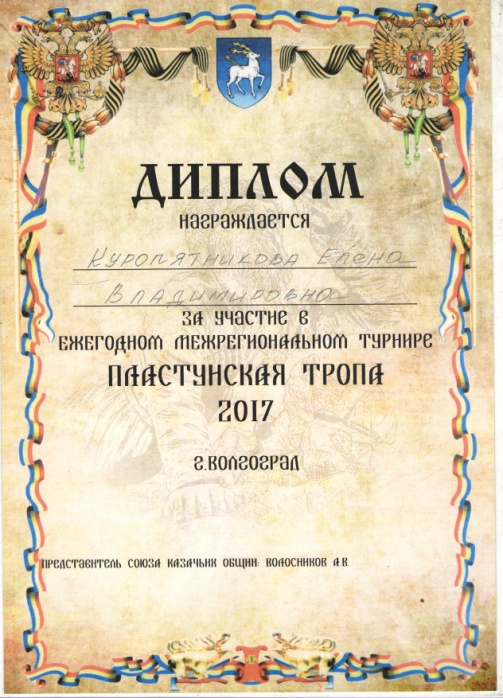 ДИПЛОМ
НАГРАЖДАЕТСЯ
Куропятникова Елена
Владимировна
ЗА УЧАСТИЕ В
ЕЖЕГОДНОМ МЕЖРЕГИОНАЛЬНОМ ТУРНИРЕ
ПЛАСТУНСКАЯ ТРОПА
2017
Г.ВОЛГОГРАД
ПРЕДСТАВИТЕЛЬ СОЮЗА КАЗАЧЬИХ ОБЩИН: ВОЛОСНИКОВ А.В.